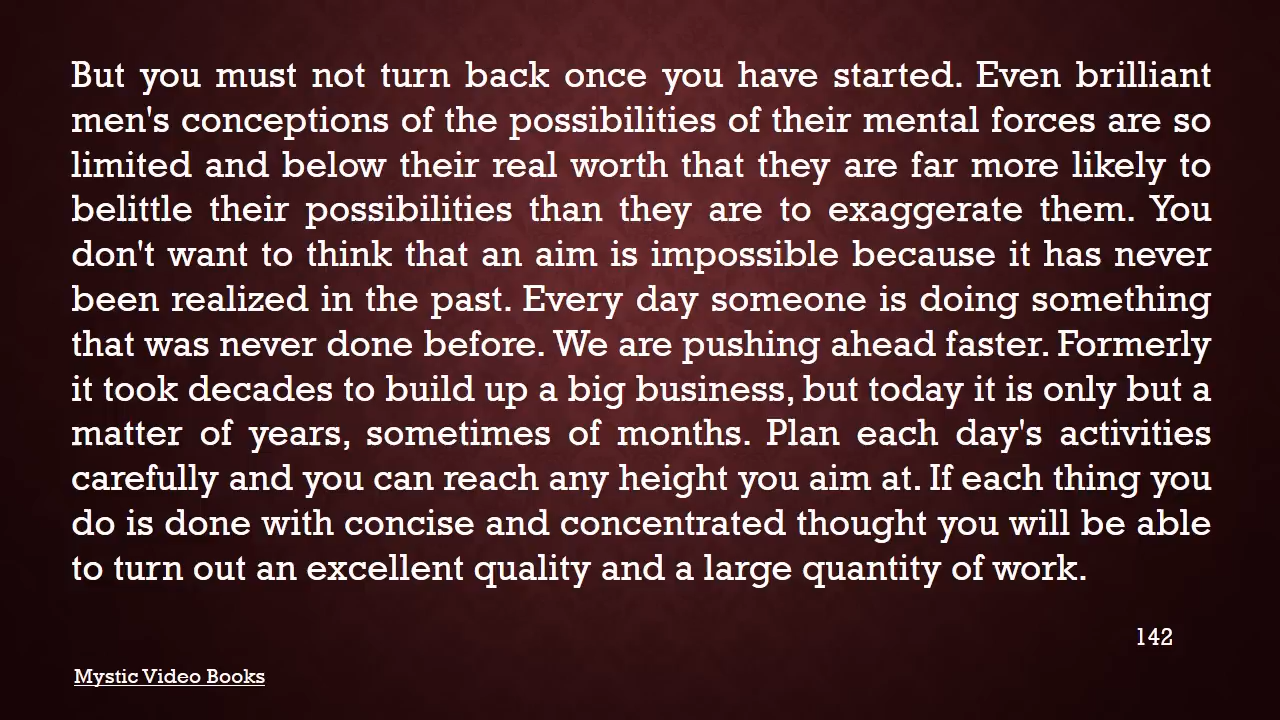 But you must not turn back once you have started. Even brilliant
men's conceptions of the possibilities of their mental forces are so
limited and below their real worth that they are far more likely to
belittle their possibilities than they are to exaggerate them. You
don't want to think that an aim is impossible because it has never
been realized in the past. Every day someone is doing something
that was never done before. We are pushing ahead faster. Formerly
it took decades to build up a big business, but today it is only but a
matter of years, sometimes of months. Plan each day's activities
carefully and you can reach any height you aim at. If each thing you
do is done with concise and concentrated thought you will be able
to turn out an excellent quality and a large quantity of work.
142
Mystic Video Books